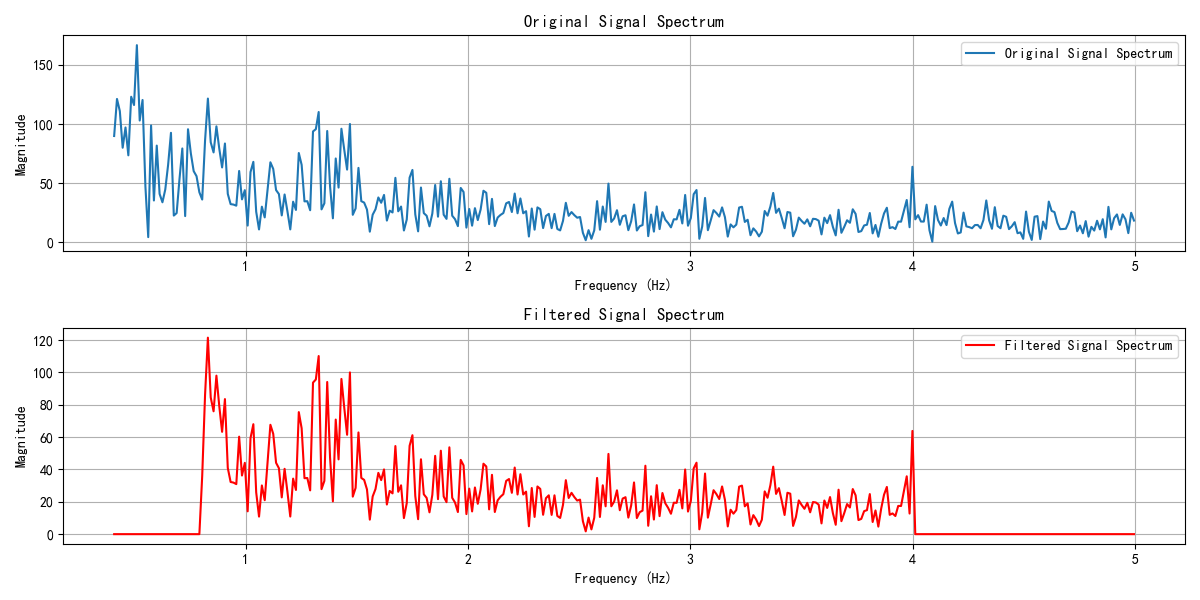 Original Signal Spectrum
Original Signal Spectrum
Magnitude
150
100
50
0
1 2 3 4 5
Frequency (Hz)
Filtered Signal Spectrum
Filtered Signal Spectrum
Magnitude
120
100
80
60
40
20
0
1 2 3 4 5
Frequency (Hz)